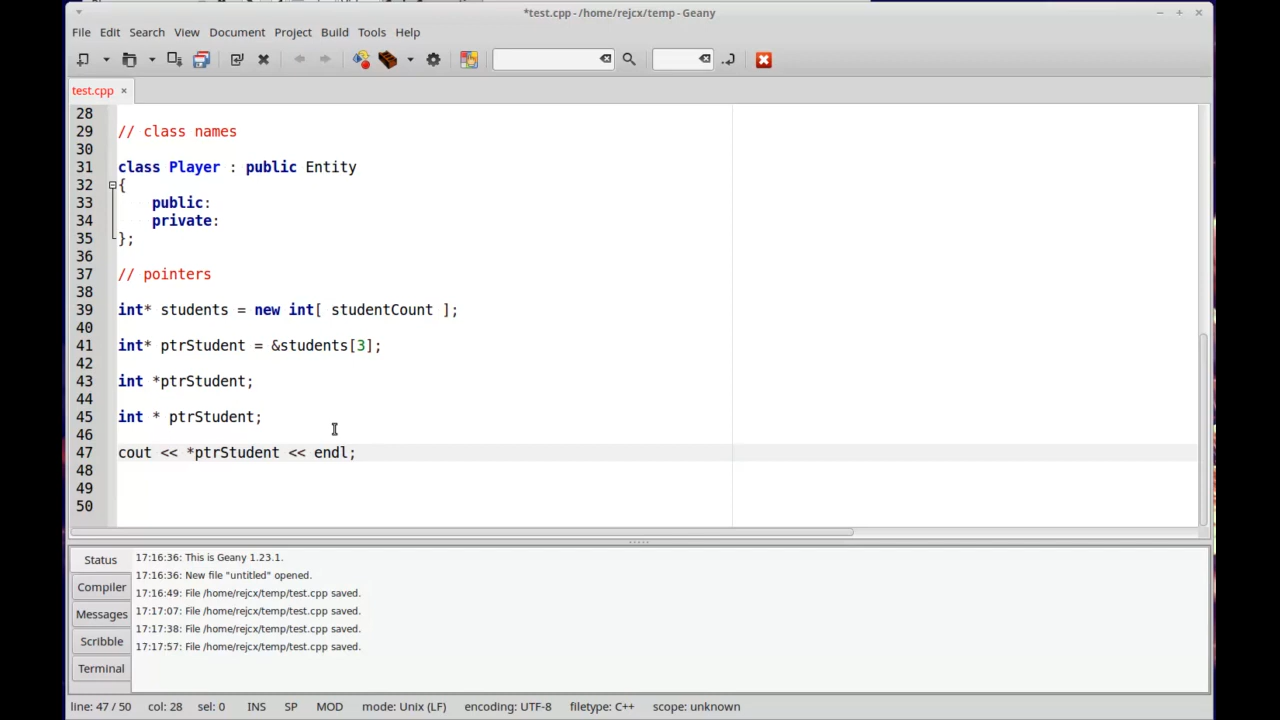 *test.cpp - /home/rejcx/temp - Geany
File Edit Search View Document Project Build Tools Help
test.cpp
28
29 // class names
30
31 class Player : public Entity
32 {
33 public:
34 private:
35 };
36
37 // pointers
38
39 int* students = new int[ studentCount ];
40
41 int* ptrStudent = &students[3];
42
43 int *ptrStudent;
44
45 int * ptrStudent;
46
47 cout << *ptrStudent << endl;
48
49
50
Status
Compiler
Messages
Scribble
Terminal
17:16:36: This is Geany 1.23.1.
17:16:36: New file "untitled" opened.
17:16:49: File /home/rejcx/temp/test.cpp saved.
17:17:07: File /home/rejcx/temp/test.cpp saved.
17:17:38: File /home/rejcx/temp/test.cpp saved.
17:17:57: File /home/rejcx/temp/test.cpp saved.
line: 47 / 50 col: 28 sel: 0 INS SP MOD mode: Unix (LF) encoding: UTF-8 filetype: C++ scope: unknown